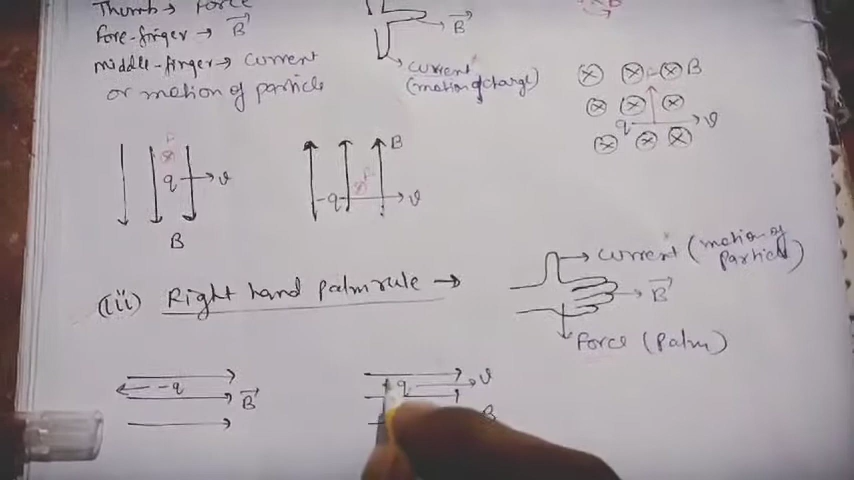 Thumb → Force
Fore-finger → B
middle-finger → current
or motion of particle
B
current
(motion of charge)
B
q
v
F
q v
B
B
F
-q v
(iii) Right hand palm rule →
current (motion of
particle)
B
Force (Palm)
-q
B
q v
B